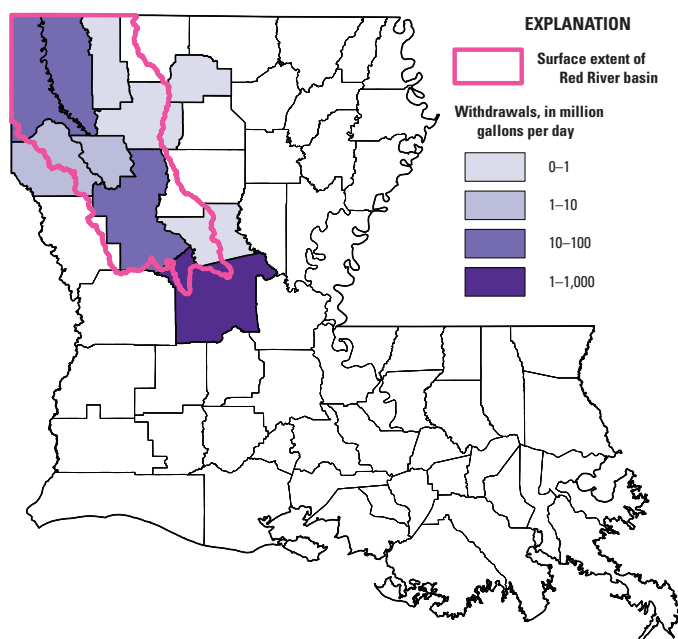 EXPLANATION
Surface extent of
Red River basin
Withdrawals, in million
gallons per day
0–1
1–10
10–100
1–1,000